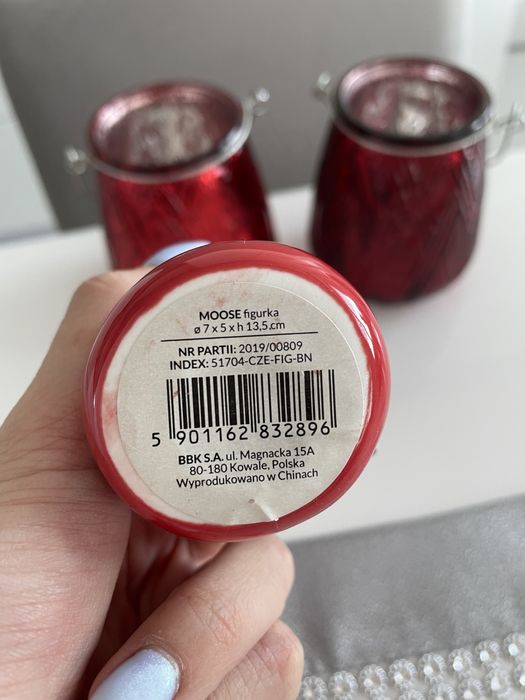 MOOSE figurka
ø 7 x 5 x h 13,5.cm
NR PARTII: 2019/00809
INDEX: 51704-CZE-FIG-BN
5 901162 832896
BBK S.A. ul. Magnacka 15A
80-180 Kowale, Polska
Wyprodukowano w Chinach